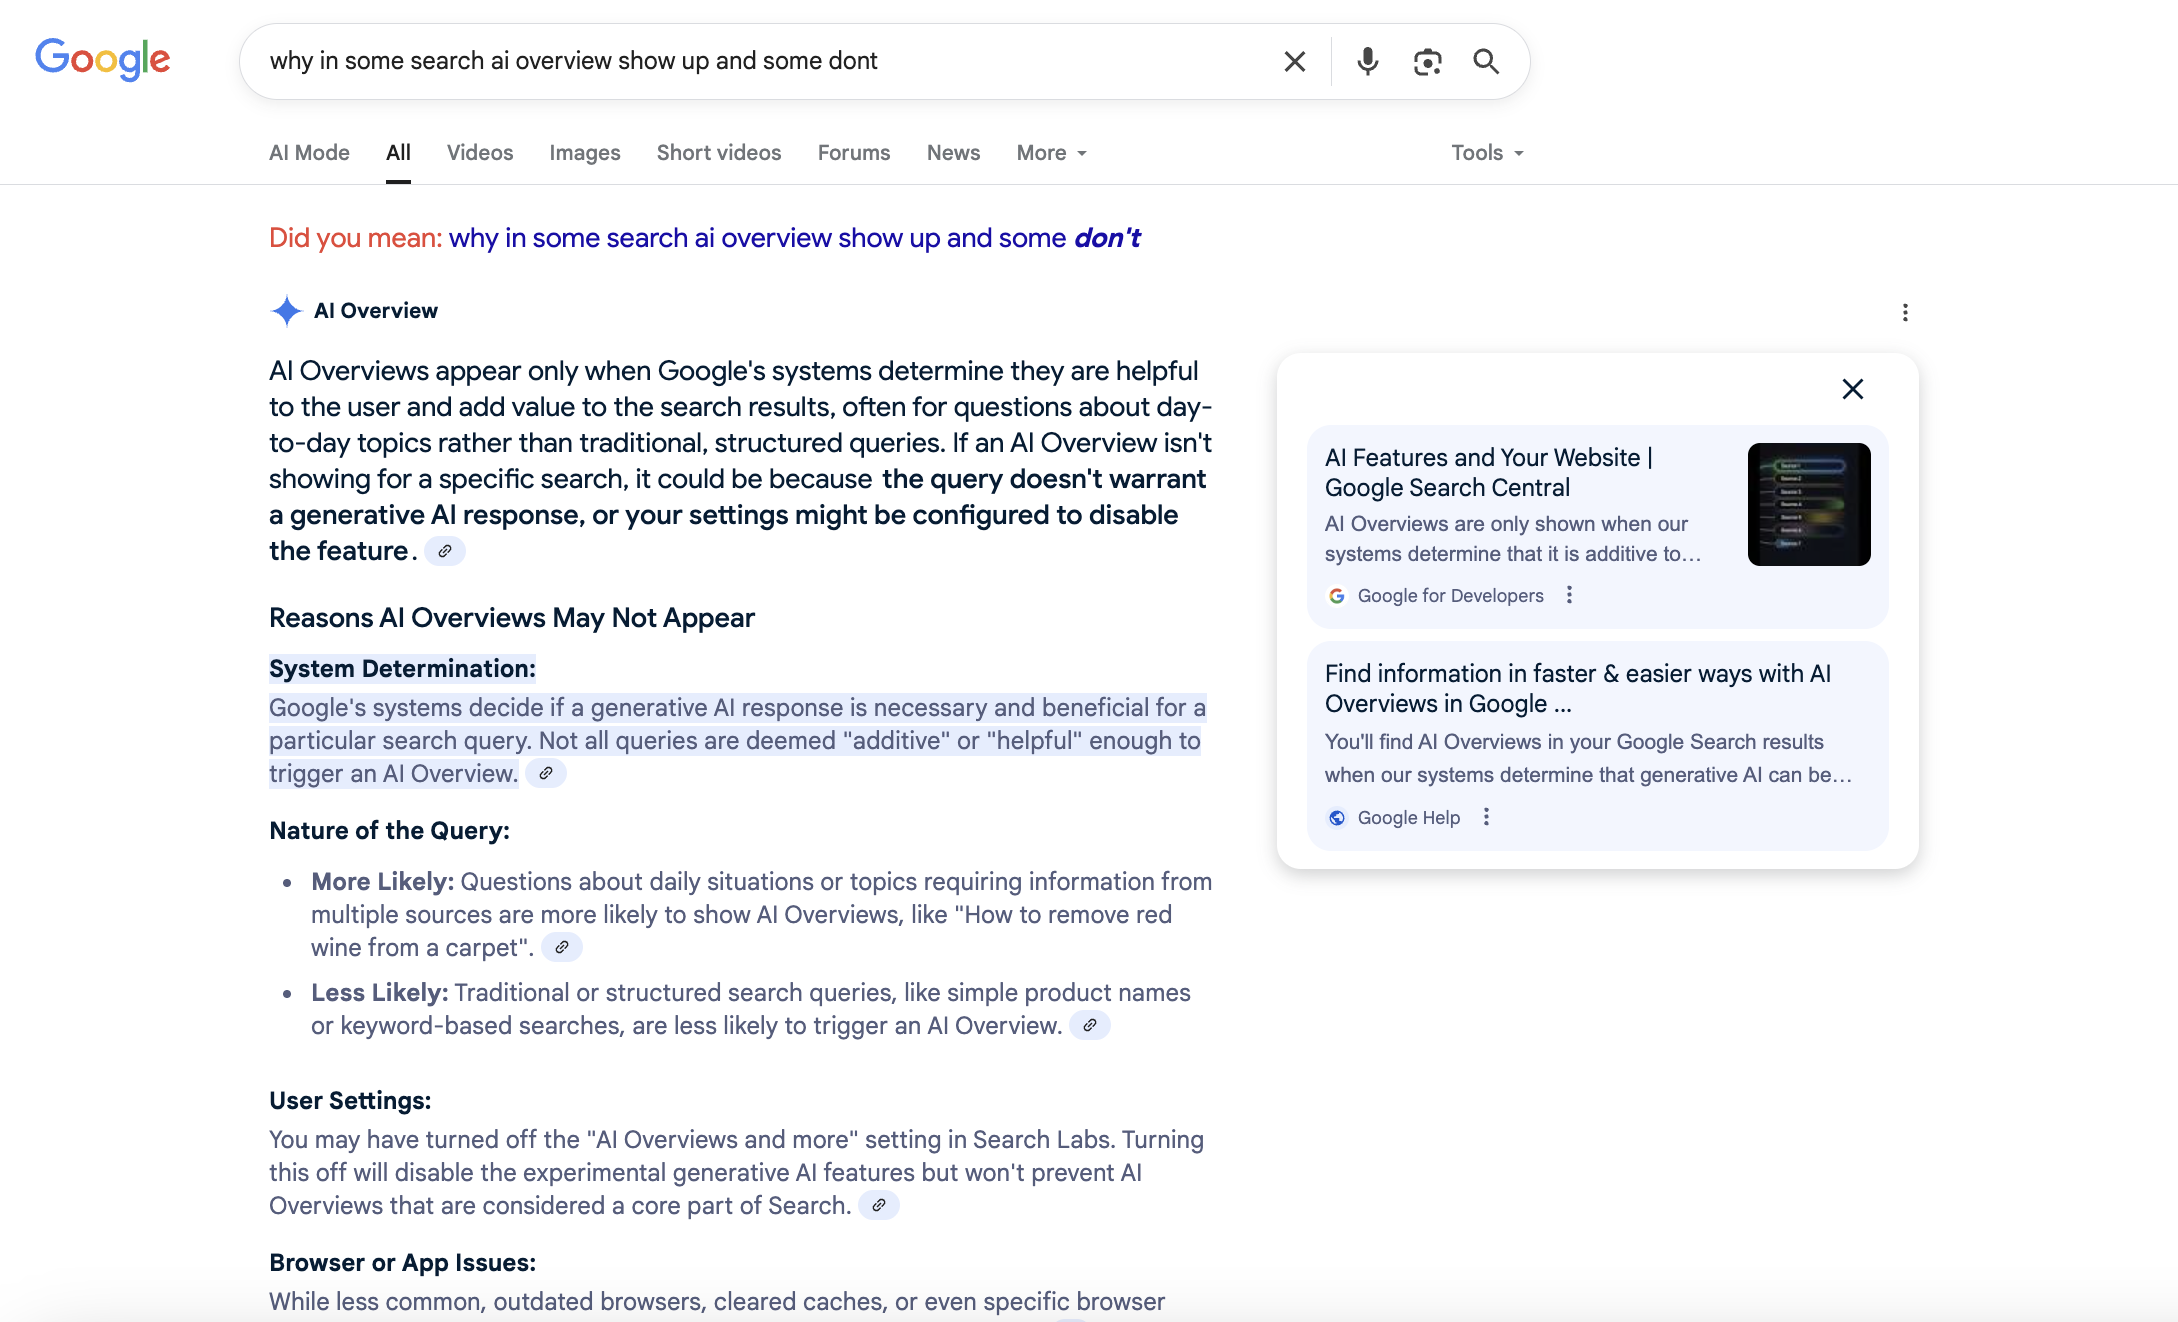 Google
why in some search ai overview show up and some dont
AI Mode
All
Videos
Images
Short videos
Forums
News
More
Tools
Did you mean: why in some search ai overview show up and some don't
AI Overview
AI Overviews appear only when Google's systems determine they are helpful
to the user and add value to the search results, often for questions about day-
to-day topics rather than traditional, structured queries. If an AI Overview isn't
showing for a specific search, it could be because the query doesn't warrant
a generative AI response, or your settings might be configured to disable
the feature.
Reasons AI Overviews May Not Appear
System Determination:
Google's systems decide if a generative AI response is necessary and beneficial for a
particular search query. Not all queries are deemed "additive" or "helpful" enough to
trigger an AI Overview.
Nature of the Query:
• More Likely: Questions about daily situations or topics requiring information from
multiple sources are more likely to show AI Overviews, like "How to remove red
wine from a carpet".
• Less Likely: Traditional or structured search queries, like simple product names
or keyword-based searches, are less likely to trigger an AI Overview.
User Settings:
You may have turned off the "AI Overviews and more" setting in Search Labs. Turning
this off will disable the experimental generative AI features but won't prevent AI
Overviews that are considered a core part of Search.
Browser or App Issues:
While less common, outdated browsers, cleared caches, or even specific browser
AI Features and Your Website |
Google Search Central
AI Overviews are only shown when our
systems determine that it is additive to...
Google for Developers
Find information in faster & easier ways with AI
Overviews in Google ...
You'll find AI Overviews in your Google Search results
when our systems determine that generative AI can be...
Google Help